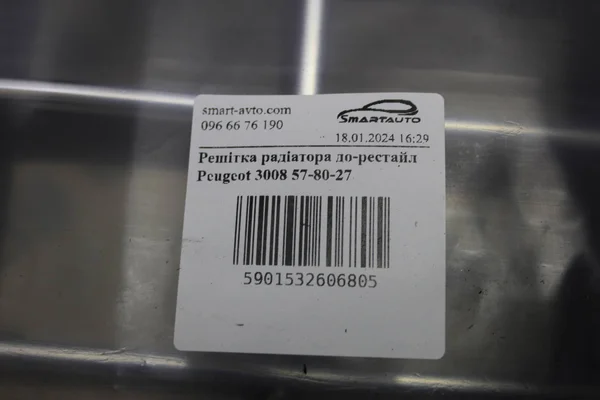 smart-avto.com
SMARTAUTO
096 66 76 190
18.01.2024 16:29
Решітка радіатора до-рестайл
Peugeot 3008 57-80-27
5901532606805